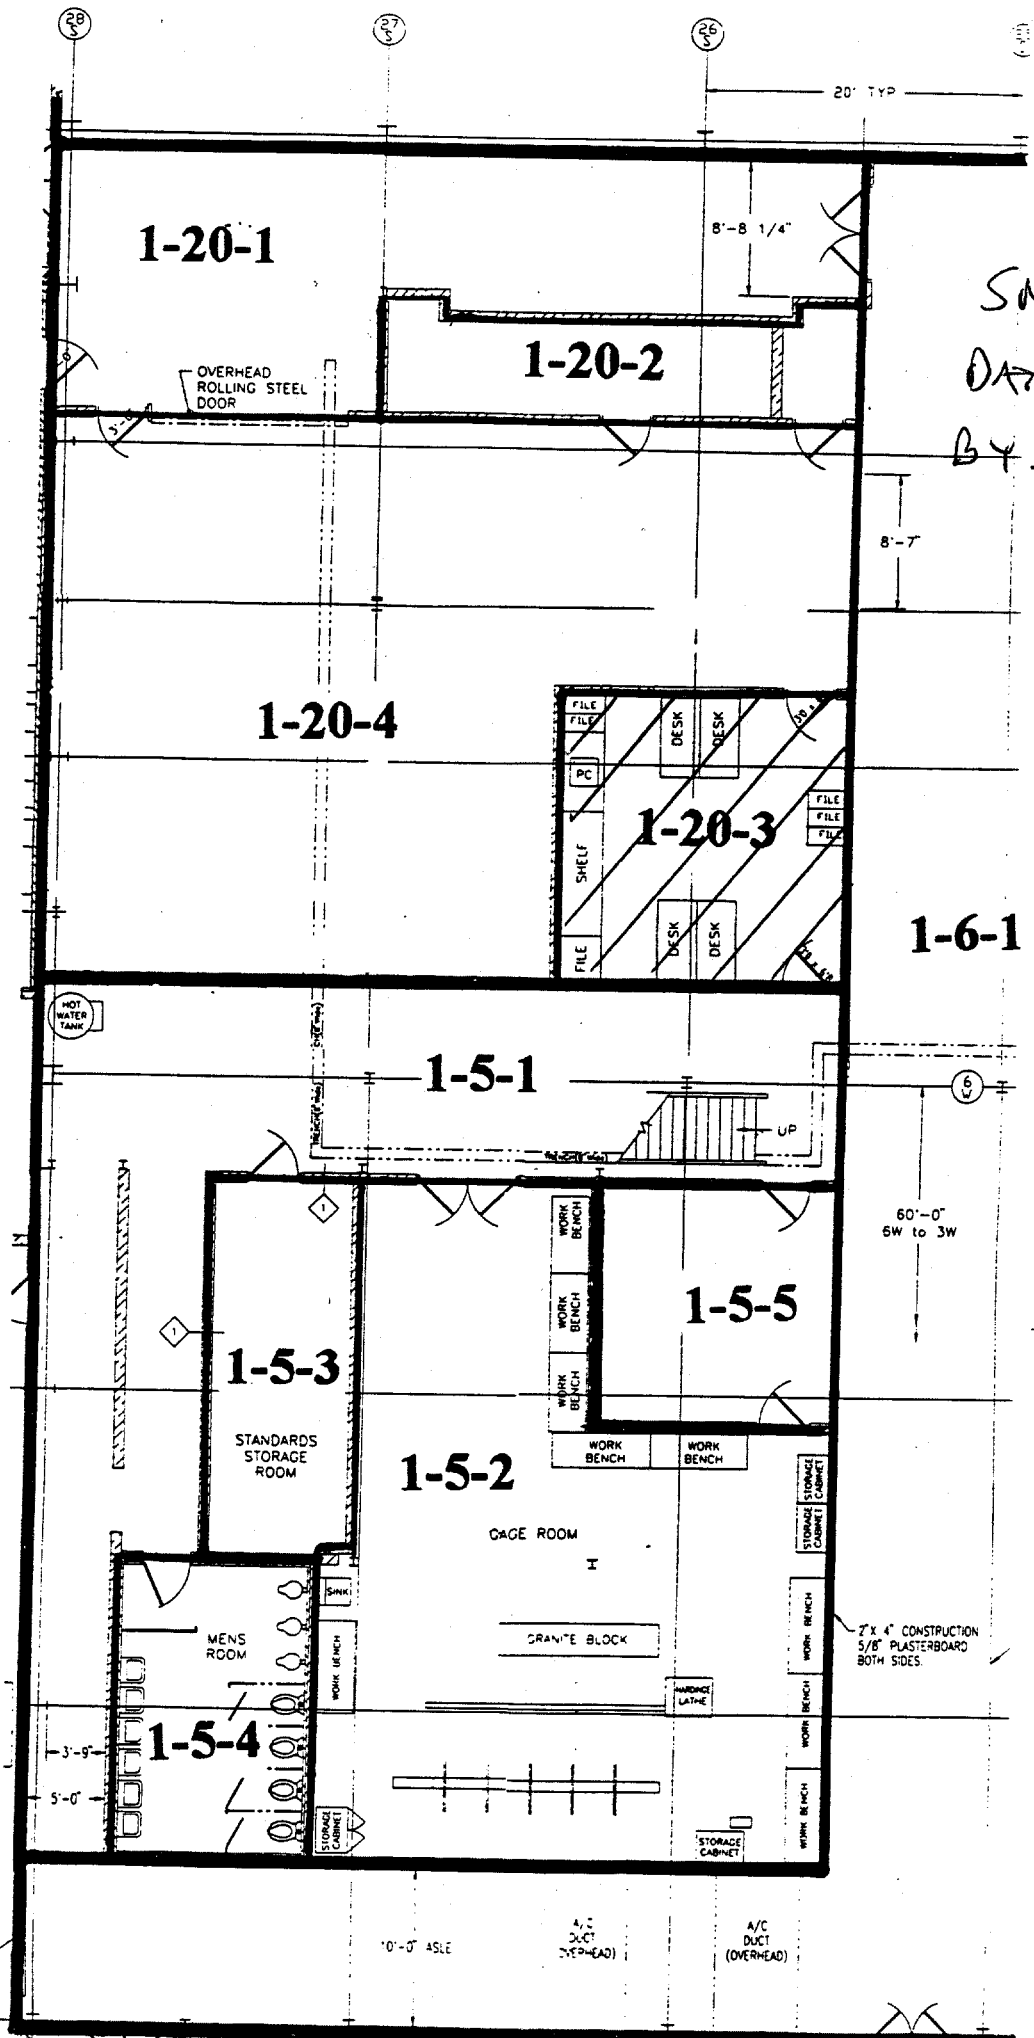 28
S
27
S
26
S
20' TYP
1-20-1
8'-8 1/4"
1-20-2
OVERHEAD
ROLLING STEEL
DOOR
BY
8'-7"
1-20-4
FILE
FILE
DESK
DESK
PC
1-20-3
FILE
FILE
FILE
SHELF
DESK
DESK
FILE
1-6-1
HOT
WATER
TANK
1-5-1
6
W
UP
1
WORK
BENCH
60'-0"
6W to 3W
1-5-5
WORK
BENCH
1
1-5-3
WORK
BENCH
STANDARDS
STORAGE
ROOM
WORK
BENCH
WORK
BENCH
1-5-2
STORAGE
CABINET
STORAGE
CABINET
GAGE ROOM
SINK
WORK BENCH
MENS
ROOM
WORK BENCH
GRANITE BLOCK
2"X 4" CONSTRUCTION
5/8" PLASTERBOARD
BOTH SIDES.
HARDINGE
LATHE
WORK BENCH
1-5-4
3'-9"
5'-0"
WORK BENCH
STORAGE
CABINET
STORAGE
CABINET
10'-0" ASLE
A/C
DUCT
(OVERHEAD)
A/C
DUCT
(OVERHEAD)